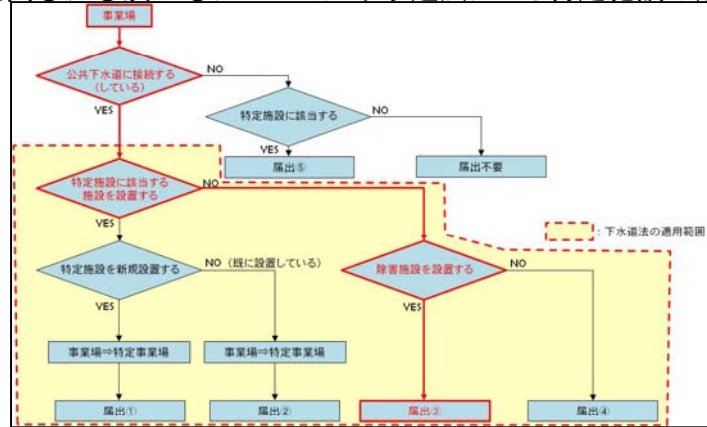 事業場
公共下水道に接続する
(している)
NO
YES
特定施設に該当する
NO
YES
届出⑤
届出不要
特定施設に該当する
施設を設置する
NO
YES
:下水道法の適用範囲
特定施設を新規設置する
NO(既に設置している)
YES
除害施設を設置する
NO
YES
事業場⇒特定事業場
事業場⇒特定事業場
届出①
届出②
届出③
届出④